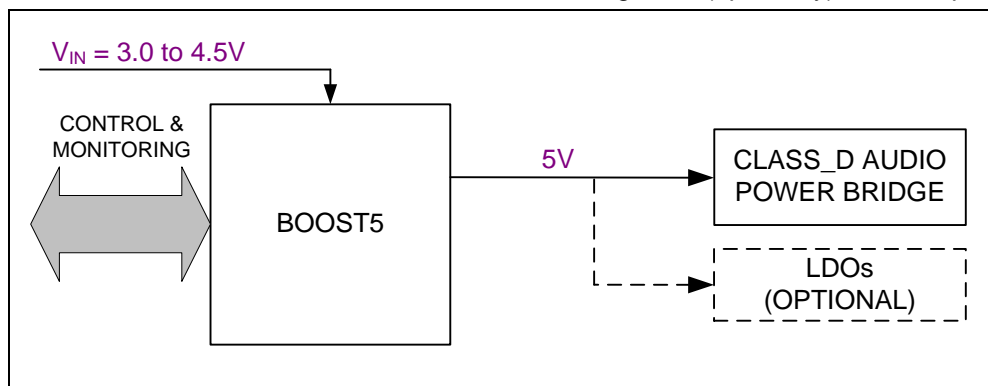 V_IN = 3.0 to 4.5V
CONTROL &
MONITORING
BOOST5
5V
CLASS_D AUDIO
POWER BRIDGE
LDOs
(OPTIONAL)